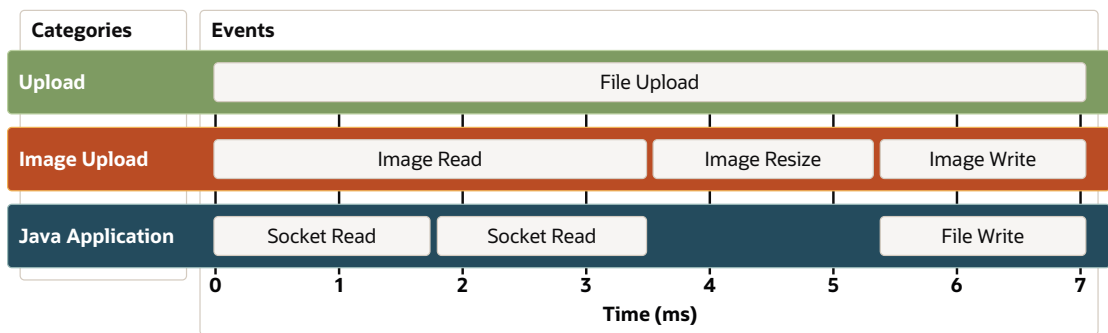 Categories Events
Upload File Upload
Image Upload Image Read Image Resize Image Write
Java Application Socket Read Socket Read File Write
0 1 2 3 4 5 6 7
Time (ms)